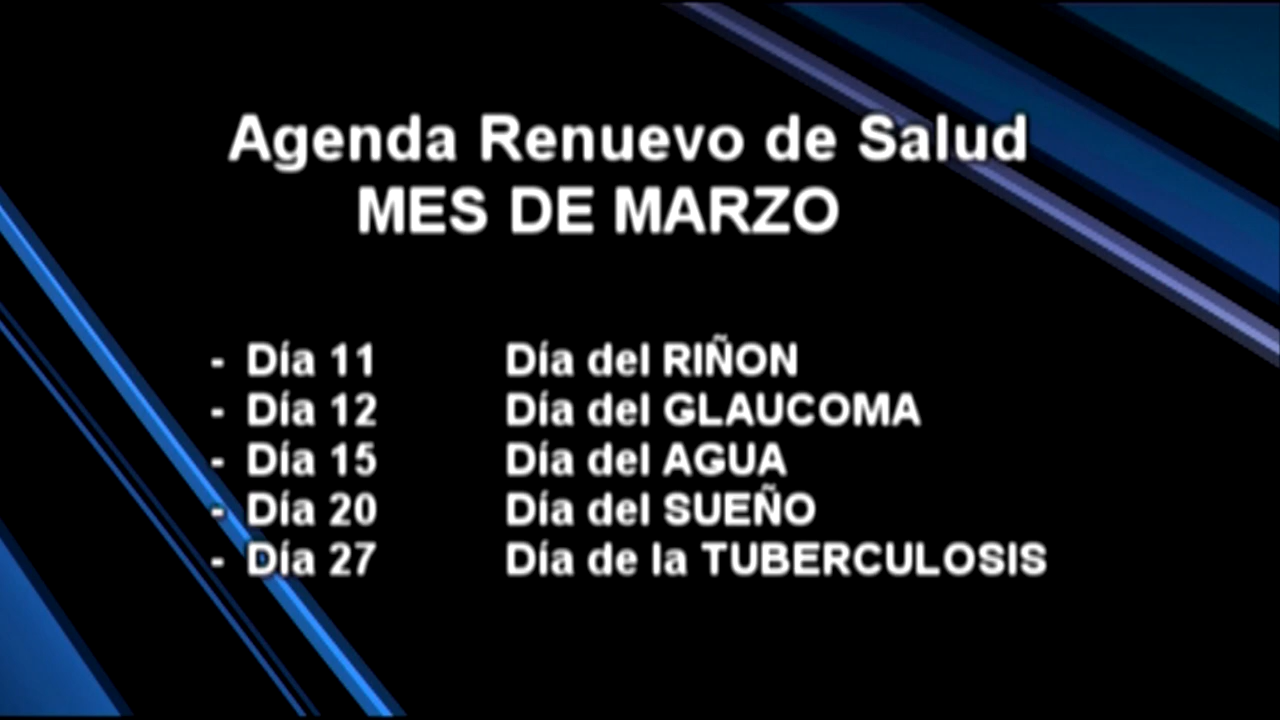 Agenda Renuevo de Salud
MES DE MARZO
- Día 11 Día del RIÑON
- Día 12 Día del GLAUCOMA
- Día 15 Día del AGUA
- Día 20 Día del SUEÑO
- Día 27 Día de la TUBERCULOSIS